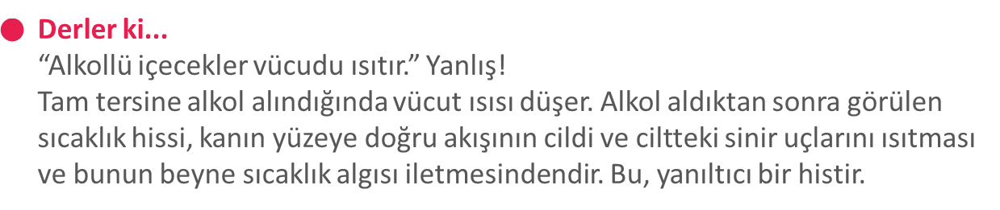 Derler ki...
“Alkollü içecekler vücudu ısıtır.” Yanlış!
Tam tersine alkol alındığında vücut ısısı düşer. Alkol aldıktan sonra görülen
sıcaklık hissi, kanın yüzeye doğru akışının cildi ve ciltteki sinir uçlarını ısıtması
ve bunun beyne sıcaklık algısı iletmesindendir. Bu, yanıltıcı bir histir.